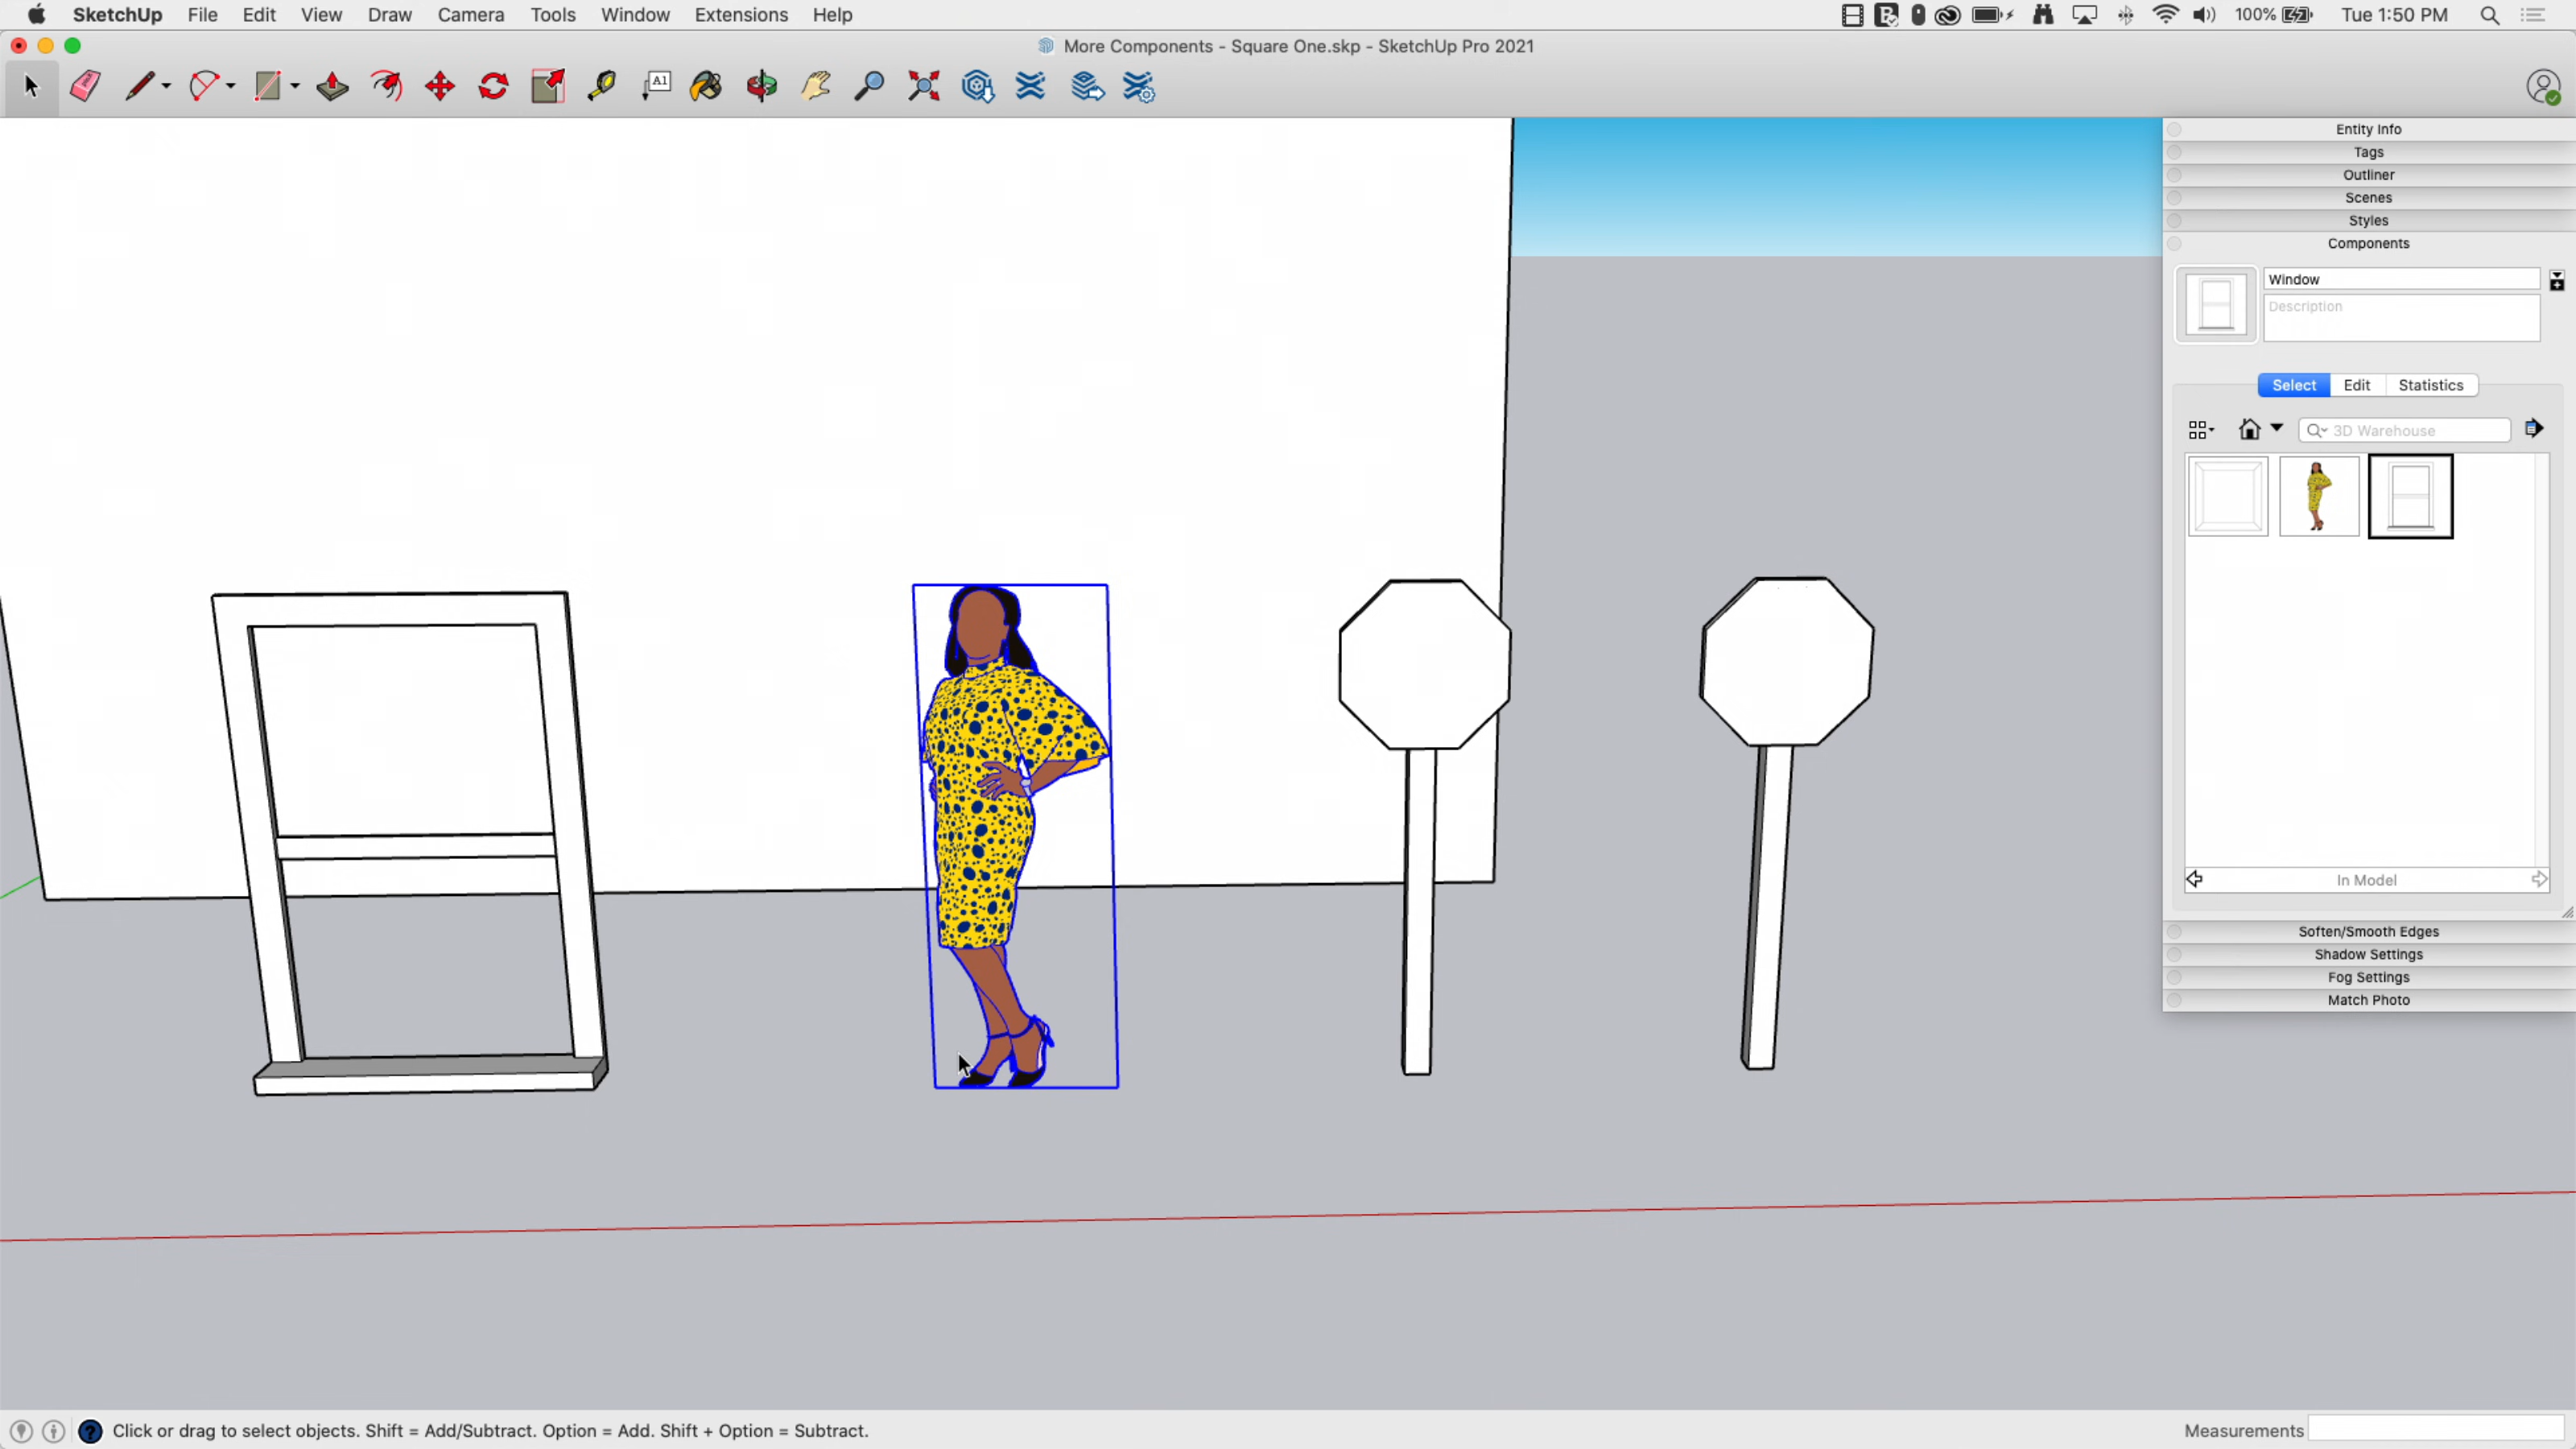 SketchUp File Edit View Draw Camera Tools Window Extensions Help 100% Tue 1:50 PM
More Components - Square One.skp - SketchUp Pro 2021
A1
Entity Info
Tags
Outliner
Scenes
Styles
Components
Window
Description
Select Edit Statistics
3D Warehouse
In Model
Soften/Smooth Edges
Shadow Settings
Fog Settings
Match Photo
Click or drag to select objects. Shift = Add/Subtract. Option = Add. Shift + Option = Subtract.
Measurements